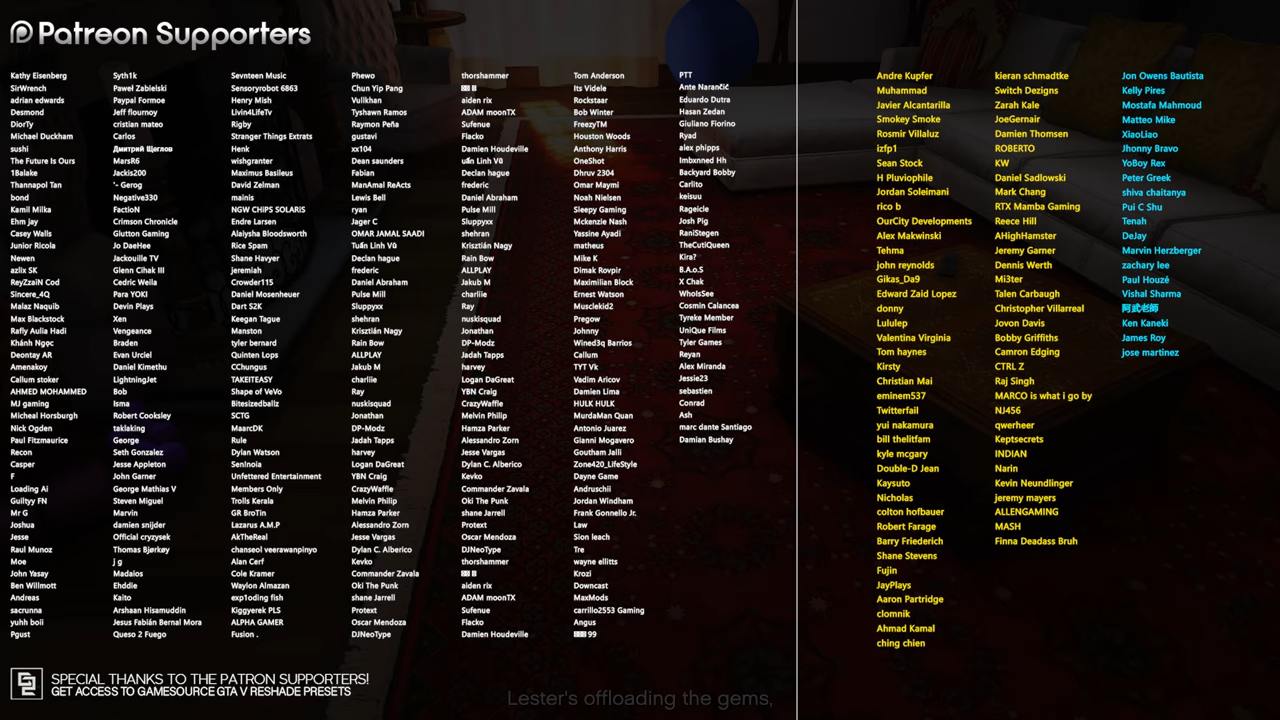 Patreon Supporters
Kathy Eisenberg
SirWrench
adrian edwards
Desmond
DiorTy
Michael Duckham
sushi
The Future Is Ours
1Balake
Thannapol Tan
bond
Kamil Milka
Ehm jay
Casey Walls
Junior Ricola
Newen
azlix SK
ReyZzaiN Cod
Sincere_4Q
Malaz Naquib
Max Blackstock
Rafly Aulia Hadi
Khánh Ngọc
Deontay AR
Amenakoy
Callum stoker
AHMED MOHAMMED
MJ gaming
Micheal Horsburgh
Nick Ogden
Paul Fitzmaurice
Recon
Casper
F
Loading Ai
Guiltyy FN
Mr G
Joshua
Jesse
Raul Munoz
Moe
John Yasay
Ben Willmott
Andreas
sacrunna
yuhh boii
Pgust
Syth1k
Paweł Zabielski
Paypal Formoe
Jeff flournoy
cristian mateo
Carlos
Дмитрий Щеглов
MarsR6
Jackis200
'- Gerog
Negative330
FactioN
Crimson Chronicle
Glutton Gaming
Jo DaeHee
Jackouille TV
Glenn Cihak III
Cedric Weila
Para YOKI
Devin Plays
Xen
Vengeance
Braden
Evan Urciel
Daniel Kimethu
LightningJet
Bob
Isma
Robert Cooksley
taklaking
George
Seth Gonzalez
Jesse Appleton
John Garner
George Mathias V
Steven Miguel
Marvin
damien snijder
Official cryzysek
Thomas Bjørkøy
j g
Madaios
Ehddie
Kaito
Arshaan Hisamuddin
Jesus Fabián Bernal Mora
Queso 2 Fuego
Sevnteen Music
Sensoryrobot 6863
Henry Mish
Livin4LifeTv
Rigby
Stranger Things Extrats
Henk
wishgranter
Maximus Basileus
David Zelman
mainis
NGW CHIPS SOLARiS
Endre Larsen
Alaiysha Bloodsworth
Rice Spam
Shane Havyer
jeremiah
Crowder115
Daniel Mosenheuer
Dart S2K
Keegan Tague
Manston
tyler bernard
Quinten Lops
CChungus
TAKEITEASY
Shape of VeVo
Bitesizedballz
SCTG
MaarcDK
Rule
Dylan Watson
SenInoia
Unfettered Entertainment
Members Only
Trolls Kerala
GR BroTin
Lazarus A.M.P
AkTheReal
chanseol veerawanpinyo
Alan Cerf
Cole Kramer
Waylon Almazan
exp1oding fish
Kiggyerek PLS
ALPHA GAMER
Fusion .
Phewo
Chun Yip Pang
Vullkhan
Tyshawn Ramos
Raymon Peña
gustavi
xx104
Dean saunders
Fabian
ManAmal ReActs
Lewis Bell
ryan
Jager C
OMAR JAMAL SAADI
Tuấn Linh Vũ
Declan hague
frederic
Daniel Abraham
Pulse Mill
Sluppyxx
shehran
Krisztián Nagy
Rain Bow
ALLPLAY
Jakub M
charliie
Ray
nuskisquad
Jonathan
DP-Modz
Jadah Tapps
harvey
Logan DaGreat
YBN Craig
CrazyWaffle
Melvin Philip
Hamza Parker
Alessandro Zorn
Jesse Vargas
Dylan C. Alberico
Kevko
Commander Zavala
Oki The Punk
shane Jarrell
Protext
Oscar Mendoza
DJNeoType
thorshammer
aiden rix
ADAM moonTX
Sufenue
Flacko
Damien Houdeville
uấn Linh Vũ
Declan hague
frederic
Daniel Abraham
Pulse Mill
Sluppyxx
shehran
Krisztián Nagy
Rain Bow
ALLPLAY
Jakub M
charlie
Ray
nuskisquad
Jonathan
DP-Modz
Jadah Tapps
harvey
Logan DaGreat
YBN Craig
CrazyWaffle
Melvin Philip
Hamza Parker
Alessandro Zorn
Jesse Vargas
Dylan C. Alberico
Kevko
Commander Zavala
Oki The Punk
shane Jarrell
Protext
Oscar Mendoza
DJNeoType
thorshammer
aiden rix
ADAM moonTX
Sufenue
Flacko
Damien Houdeville
Tom Anderson
Its Videle
Rockstaar
Bob Winter
FreezyTM
Houston Woods
Anthony Harris
OneShot
Dhruv 2304
Omar Maymi
Noah Nielsen
Sleepy Gaming
Mckenzie Nash
Yassine Ayadi
matheus
Mike K
Dimak Rovpir
Maximilian Block
Ernest Watson
Musclekid2
Pregow
Johnny
Wined3q Barrios
Callum
TYT Vk
Vadim Aricov
Damien Lima
HULK HULK
MurdaMan Quan
Antonio Juarez
Gianni Mogavero
Goutham Jalli
Zone420_LifeStyle
Dayne Game
Andruschii
Jordan Windham
Frank Gonnello Jr.
Law
Sion leach
Tre
wayne ellitts
Krozi
Downcast
MaxMods
carrillo2553 Gaming
Angus
99
PTT
Ante Narančić
Eduardo Dutra
Hasan Zedan
Giuliano Fiorino
Ryad
alex phipps
Imbxnned Hh
Backyard Bobby
Carlito
keisuu
Rageicle
Josh Pig
RaniStegen
TheCutiQueen
Kira?
B.A.o.S
X Chak
WhoIsSee
Cosmin Calancea
Tyreke Member
UniQue Films
Tyler Games
Reyan
Alex Miranda
Jessie23
sebastien
Conrad
Ash
marc dante Santiago
Damian Bushay
Andre Kupfer
Muhammad
Javier Alcantarilla
Smokey Smoke
Rosmir Villaluz
izfp1
Sean Stock
H Pluviophile
Jordan Soleimani
rico b
OurCity Developments
Alex Makwinski
Tehma
john reynolds
Gikas_Da9
Edward Zaid Lopez
donny
Lululep
Valentina Virginia
Tom haynes
Kirsty
Christian Mai
eminem537
Twitterfail
yui nakamura
bill thelitfam
kyle mcgary
Double-D Jean
Kaysuto
Nicholas
colton hofbauer
Robert Farage
Barry Friederich
Shane Stevens
Fujin
JayPlays
Aaron Partridge
clomnik
Ahmad Kamal
ching chien
kieran schmadtke
Switch Dezigns
Zarah Kale
JoeGernair
Damien Thomsen
ROBERTO
KW
Daniel Sadlowski
Mark Chang
RTX Mamba Gaming
Reece Hill
AHighHamster
Jeremy Garner
Dennis Werth
Mi3ter
Talen Carbaugh
Christopher Villarreal
Jovon Davis
Bobby Griffiths
Camron Edging
CTRL Z
Raj Singh
MARCO is what i go by
NJ456
qwerheer
Keptsecrets
INDIAN
Narin
Kevin Neundlinger
jeremy mayers
ALLENGAMING
MASH
Finna Deadass Bruh
Jon Owens Bautista
Kelly Pires
Mostafa Mahmoud
Matteo Mike
XiaoLiao
Jhonny Bravo
YoBoy Rex
Peter Greek
shiva chaitanya
Pui C Shu
Tenah
DeJay
Marvin Herzberger
zachary lee
Paul Houzé
Vishal Sharma
阿武老師
Ken Kaneki
James Roy
jose martinez
SPECIAL THANKS TO THE PATRON SUPPORTERS!
GET ACCESS TO GAMESOURCE GTA V RESHADE PRESETS
Lester's offloading the gems,